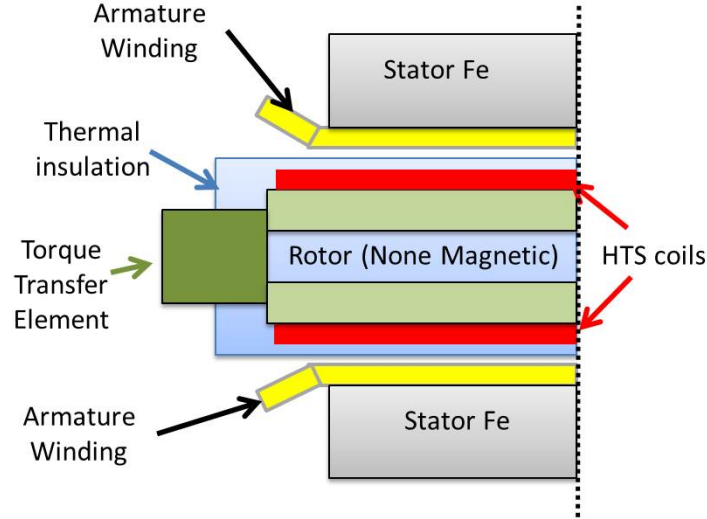 Armature
Winding
Stator Fe
Thermal
insulation
Rotor (None Magnetic)
HTS coils
Torque
Transfer
Element
Stator Fe
Armature
Winding